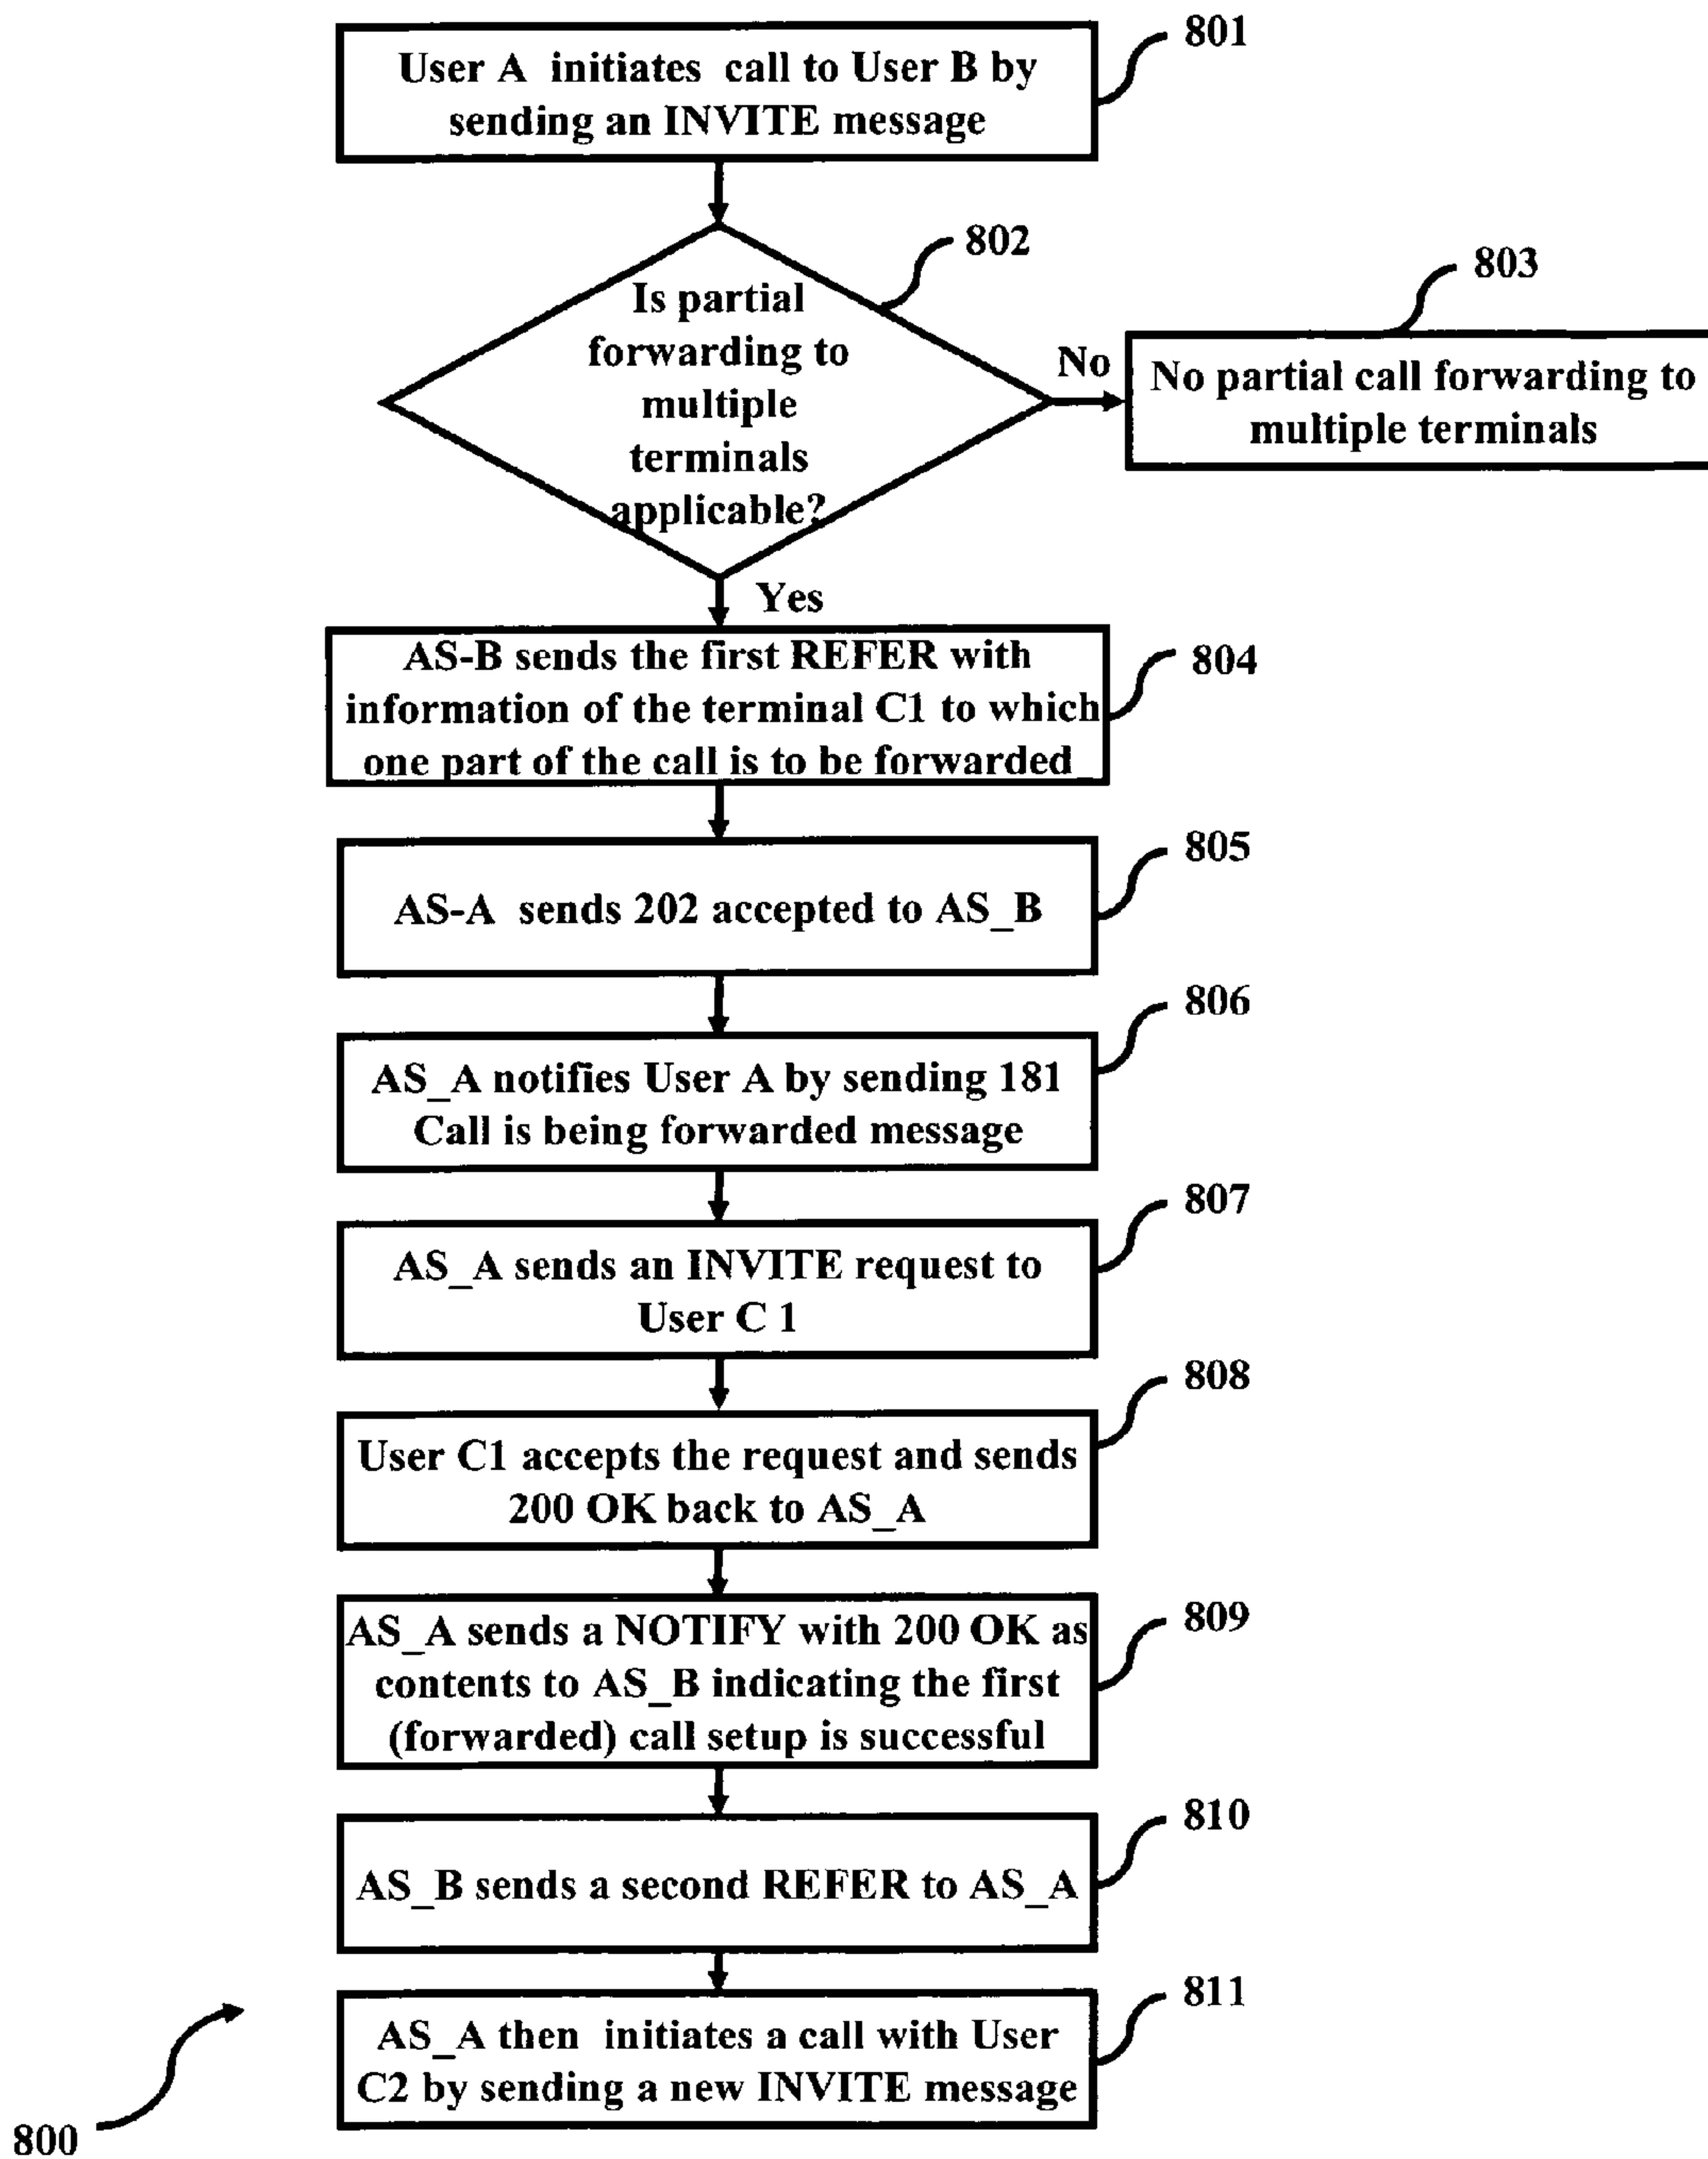 801
User A initiates call to User B by
sending an INVITE message
802
Is partial
forwarding to
multiple
terminals
applicable?
No
803
No partial call forwarding to
multiple terminals
Yes
804
AS-B sends the first REFER with
information of the terminal C1 to which
one part of the call is to be forwarded
805
AS-A sends 202 accepted to AS_B
806
AS_A notifies User A by sending 181
Call is being forwarded message
807
AS_A sends an INVITE request to
User C 1
808
User C1 accepts the request and sends
200 OK back to AS_A
809
AS_A sends a NOTIFY with 200 OK as
contents to AS_B indicating the first
(forwarded) call setup is successful
810
AS_B sends a second REFER to AS_A
811
AS_A then initiates a call with User
C2 by sending a new INVITE message
800